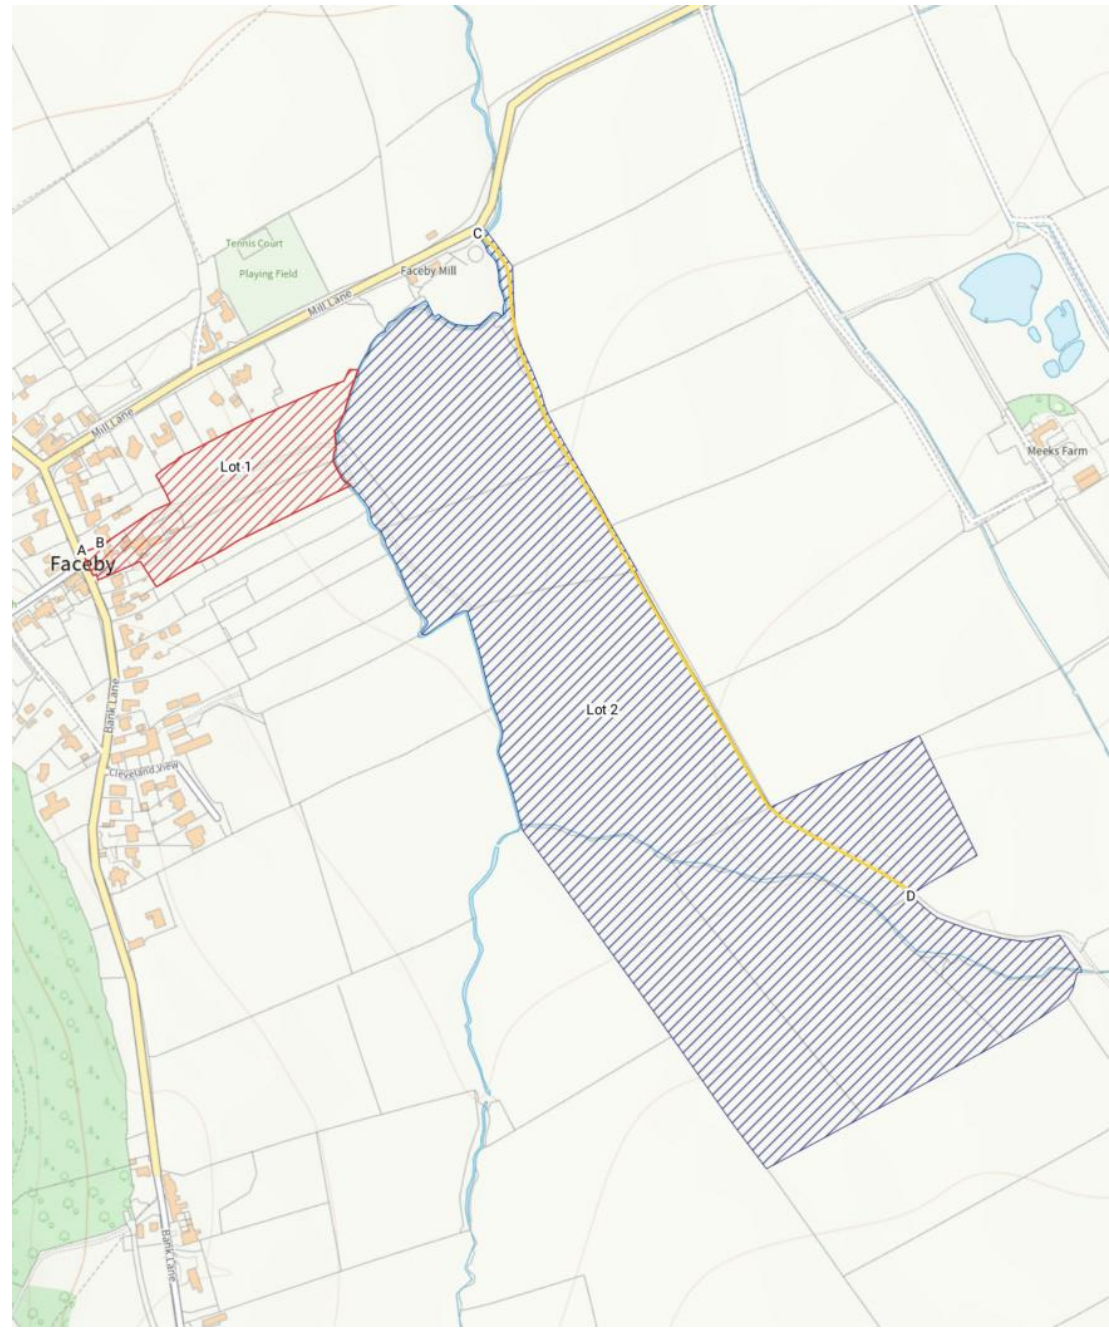 C
Tennis Court
Faceby Mill
Playing Field
Mill Lane
Mill Lane
Meeks Farm
Lot 1
A
B
Faceby
Bank Lane
Lot 2
Cleveland View
D
Bank Lane